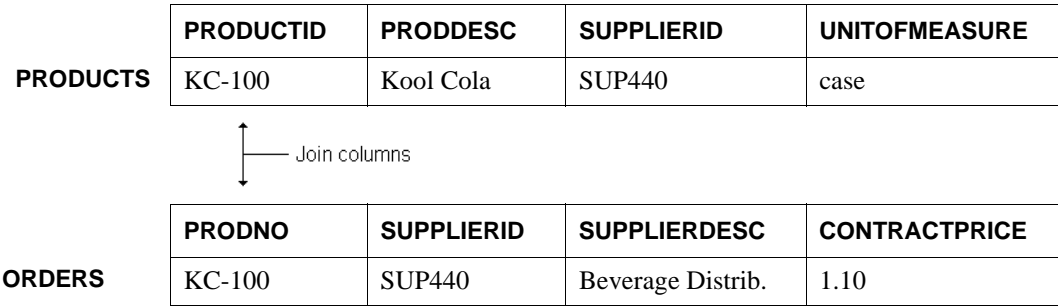 PRODUCTID PRODDESC SUPPLIERID UNITOFMEASURE
PRODUCTS KC-100 Kool Cola SUP440 case
Join columns
PRODNO SUPPLIERID SUPPLIERDESC CONTRACTPRICE
ORDERS KC-100 SUP440 Beverage Distrib. 1.10